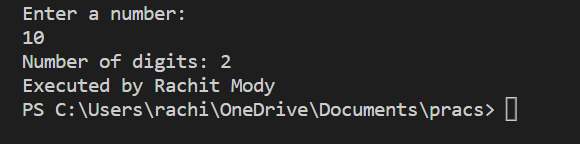 Enter a number:
10
Number of digits: 2
Executed by Rachit Mody
PS C:\Users\rachi\OneDrive\Documents\pracs>